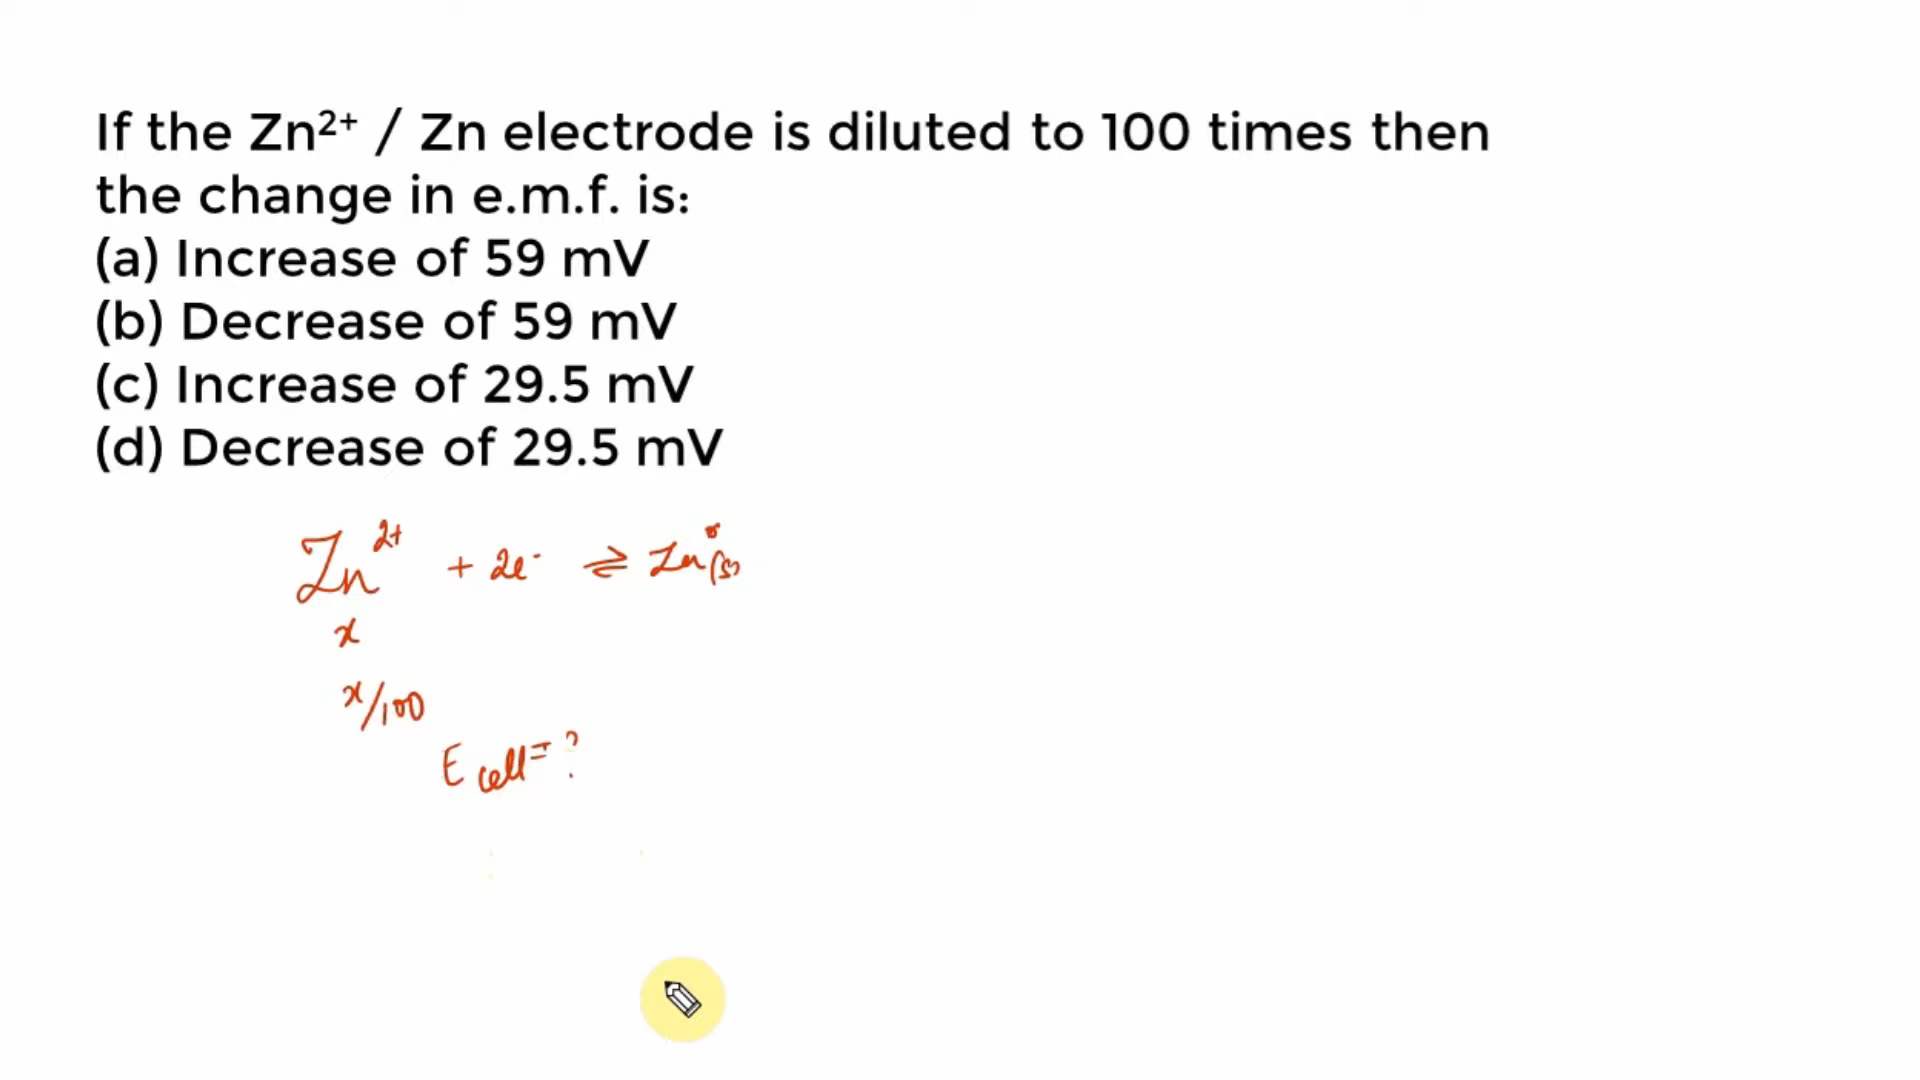 If the Zn²⁺ / Zn electrode is diluted to 100 times then
the change in e.m.f. is:
(a) Increase of 59 mV
(b) Decrease of 59 mV
(c) Increase of 29.5 mV
(d) Decrease of 29.5 mV
Zn²⁺ + 2e⁻ ⇌ Zn°(s)
x
x/100
E cell = ?